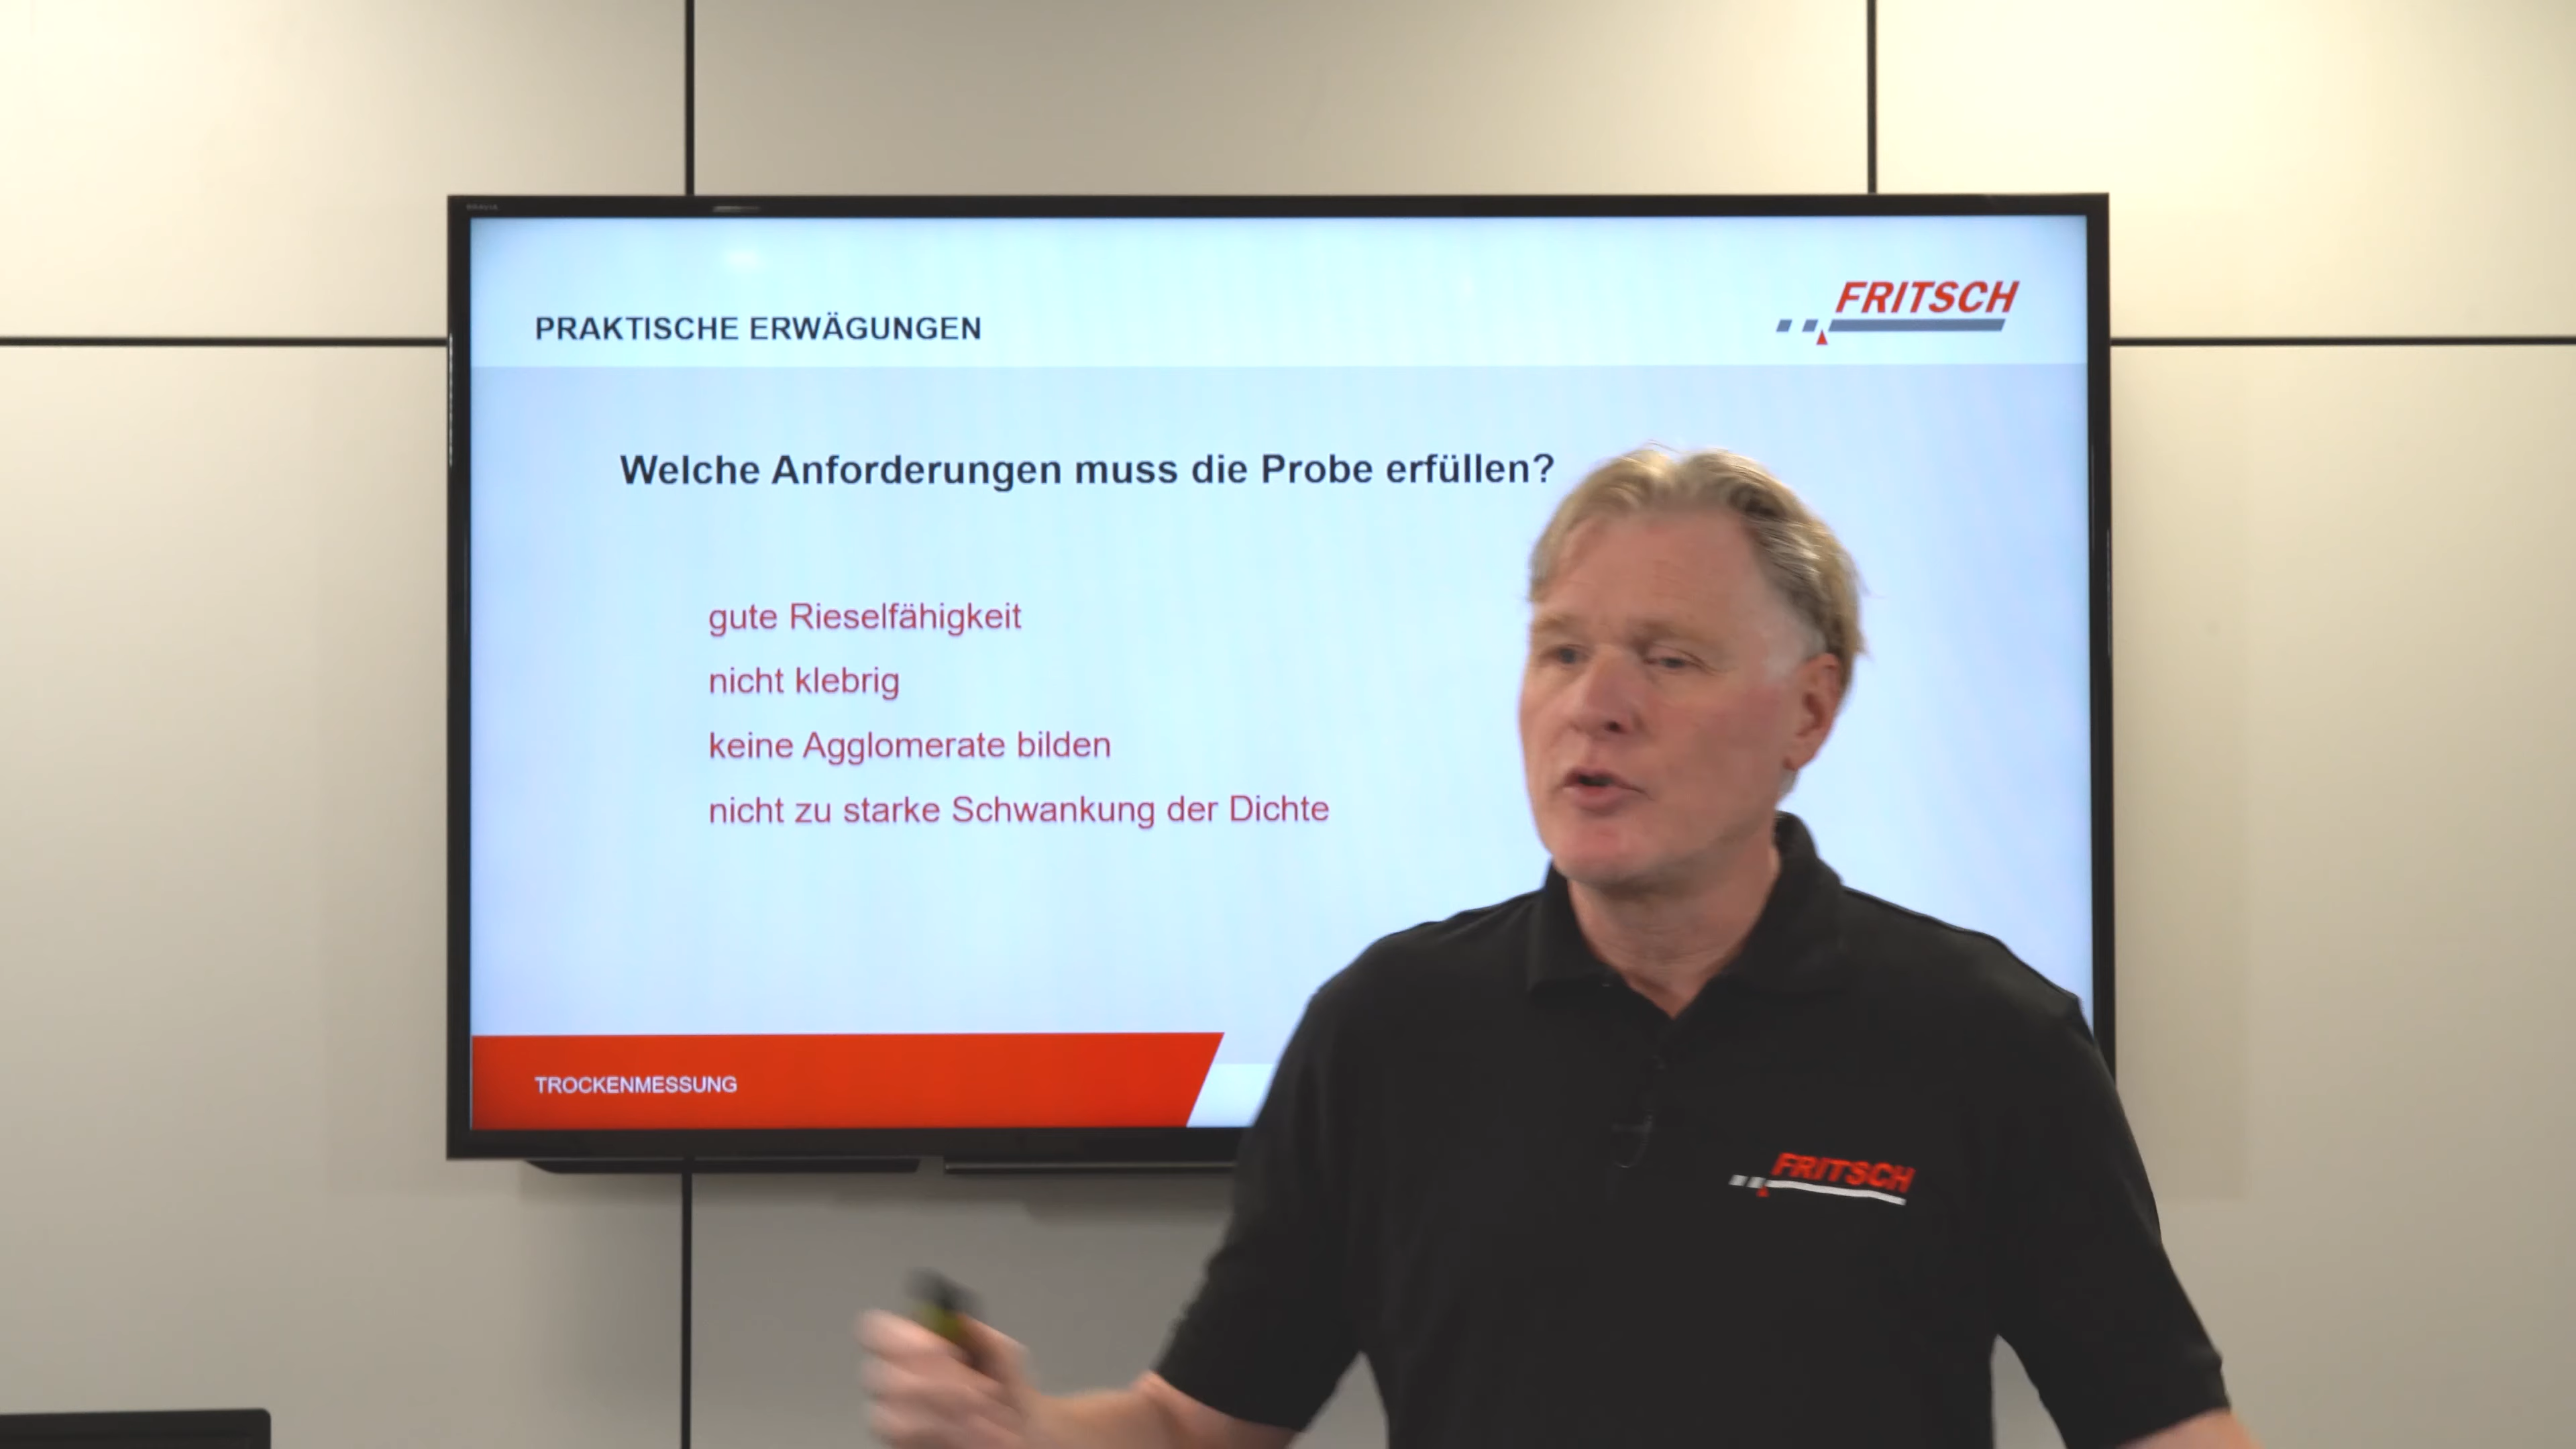 FRITSCH
PRAKTISCHE ERWÄGUNGEN
Welche Anforderungen muss die Probe erfüllen?
gute Rieselfähigkeit
nicht klebrig
keine Agglomerate bilden
nicht zu starke Schwankung der Dichte
TROCKENMESSUNG
FRITSCH